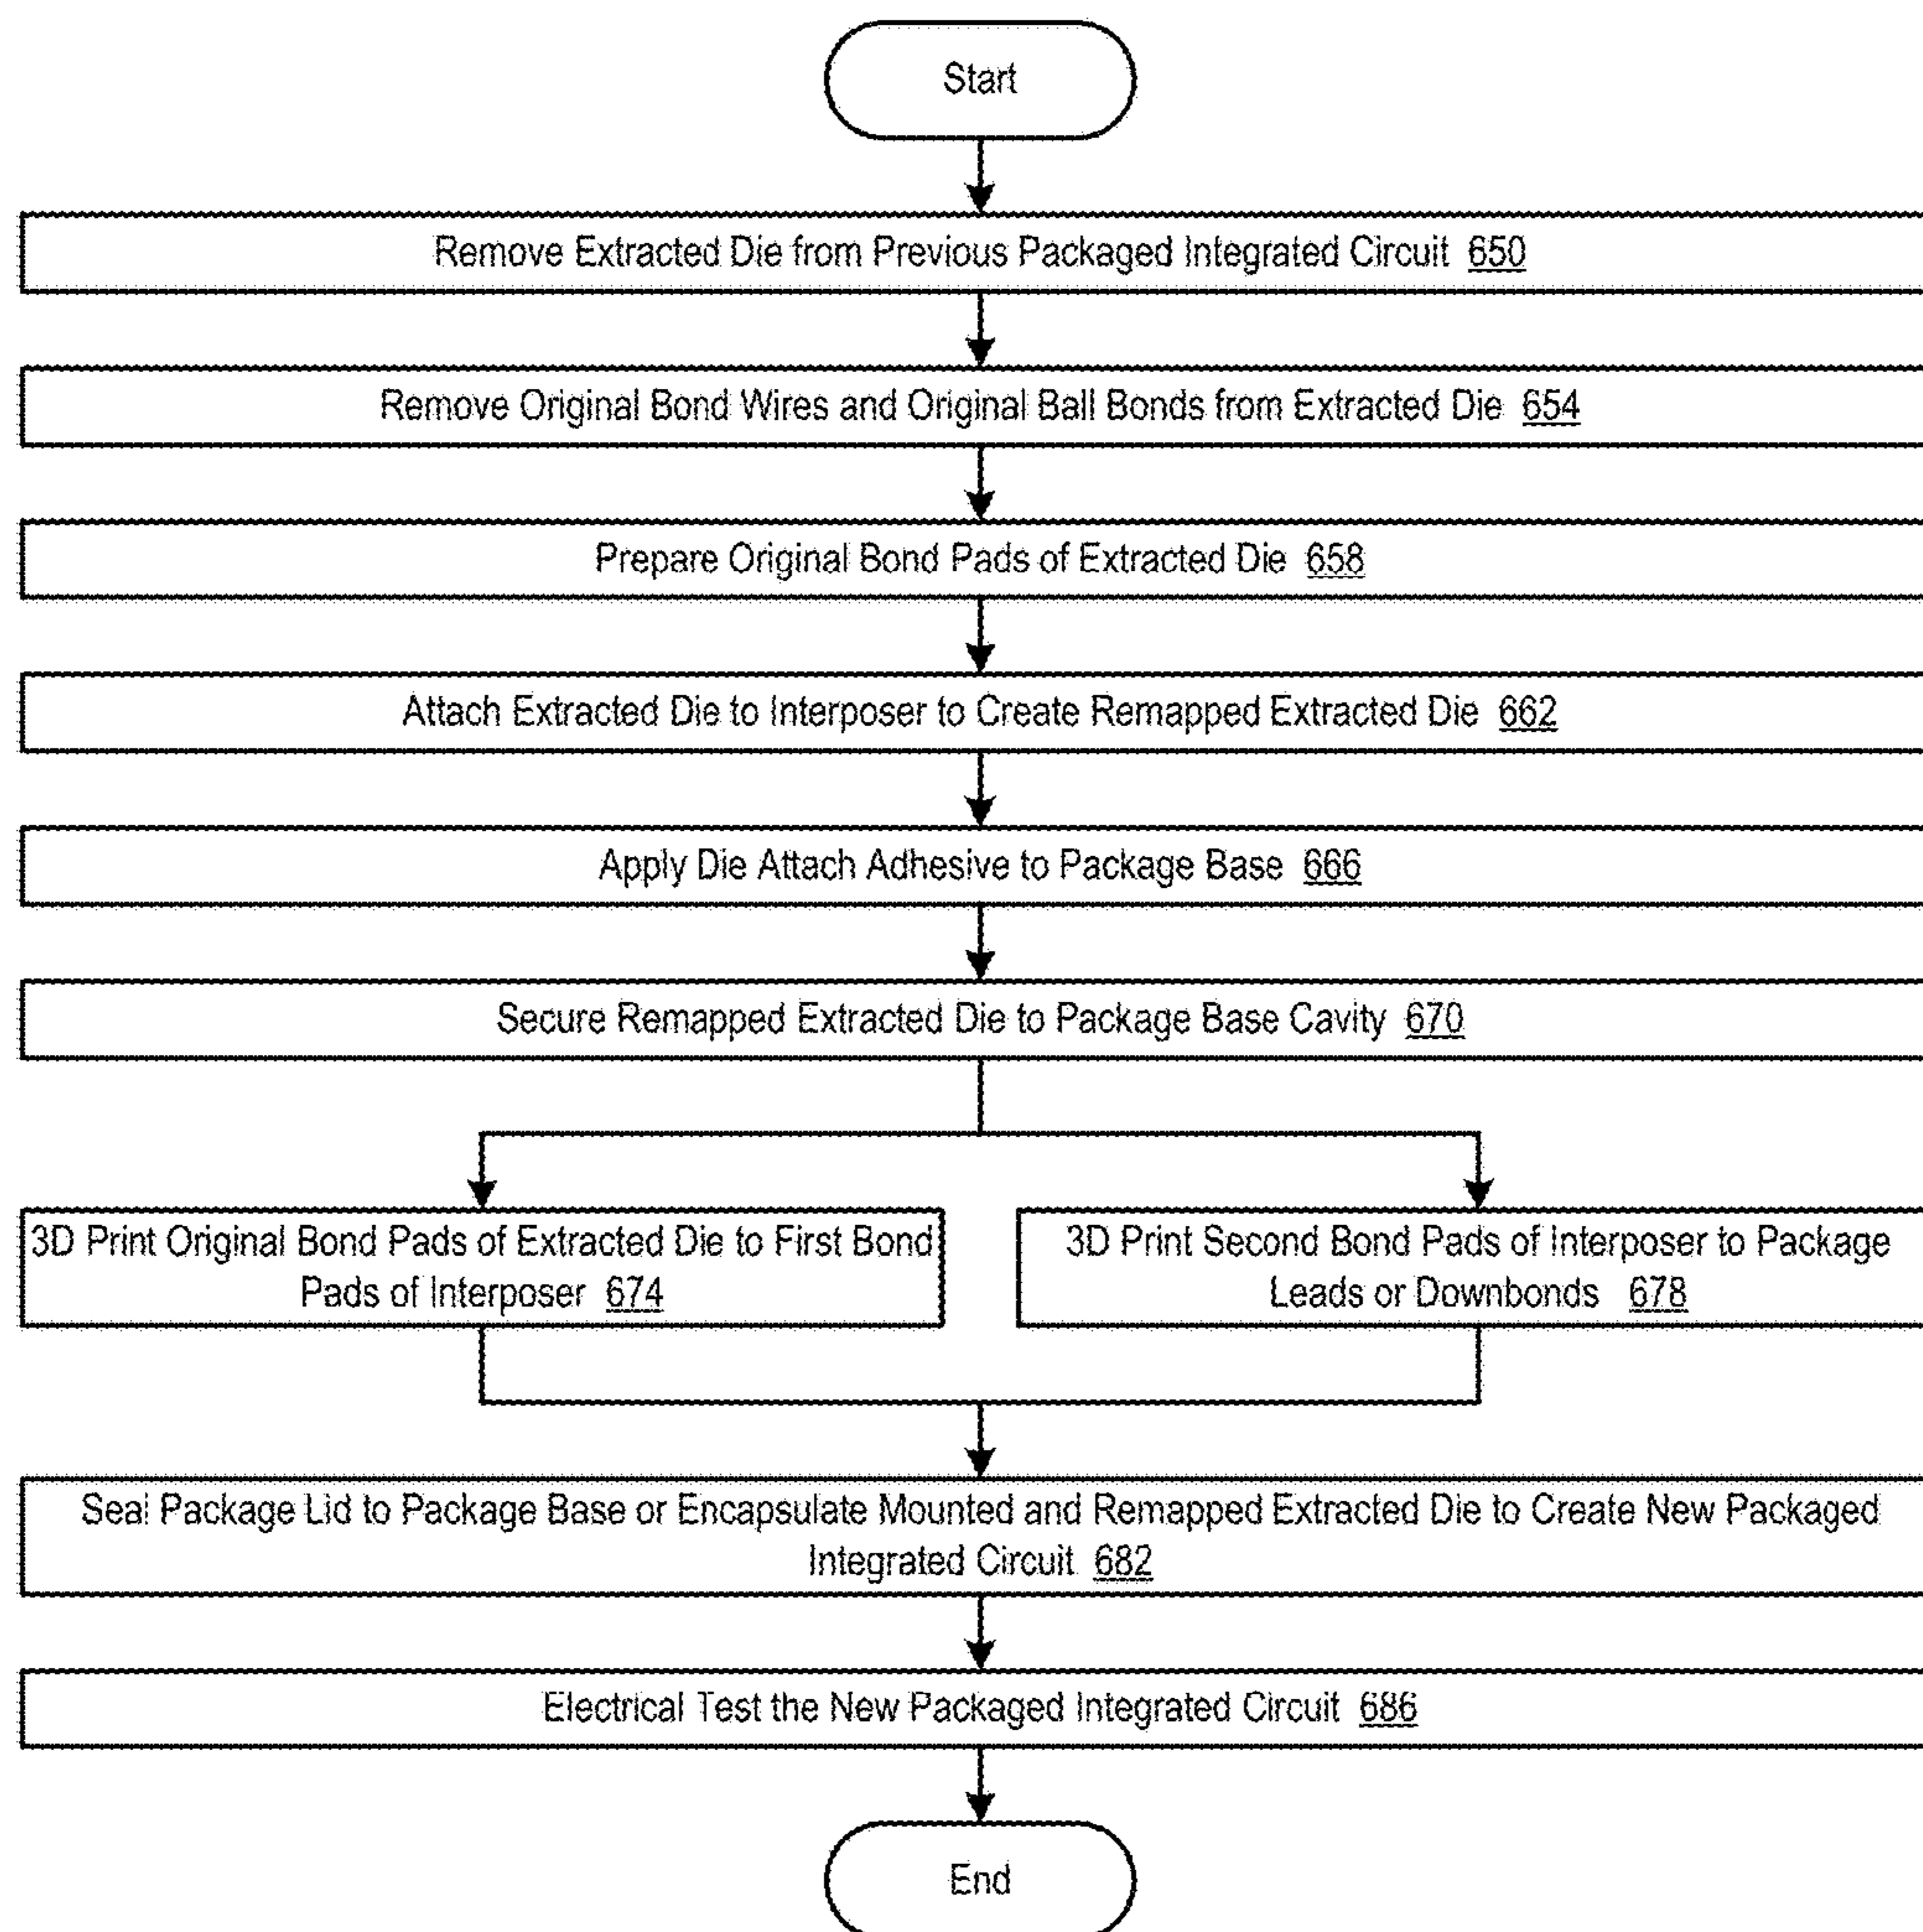 Start
Remove Extracted Die from Previous Packaged Integrated Circuit 650
Remove Original Bond Wires and Original Ball Bonds from Extracted Die 654
Prepare Original Bond Pads of Extracted Die 658
Attach Extracted Die to Interposer to Create Remapped Extracted Die 662
Apply Die Attach Adhesive to Package Base 666
Secure Remapped Extracted Die to Package Base Cavity 670
3D Print Original Bond Pads of Extracted Die to First Bond
Pads of Interposer 674
3D Print Second Bond Pads of Interposer to Package
Leads or Downbonds 678
Seal Package Lid to Package Base or Encapsulate Mounted and Remapped Extracted Die to Create New Packaged
Integrated Circuit 682
Electrical Test the New Packaged Integrated Circuit 686
End